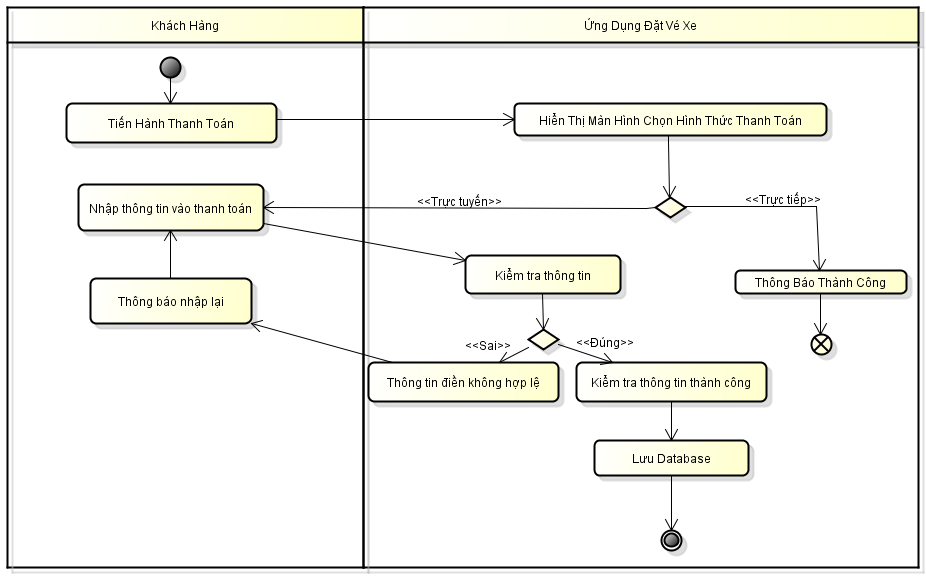 Khách Hàng
Ứng Dụng Đặt Vé Xe
Tiến Hành Thanh Toán
Hiển Thị Màn Hình Chọn Hình Thức Thanh Toán
<<Trực tuyến>>
<<Trực tiếp>>
Nhập thông tin vào thanh toán
Kiểm tra thông tin
Thông Báo Thành Công
Thông báo nhập lại
<<Sai>>
<<Đúng>>
Thông tin điền không hợp lệ
Kiểm tra thông tin thành công
Lưu Database